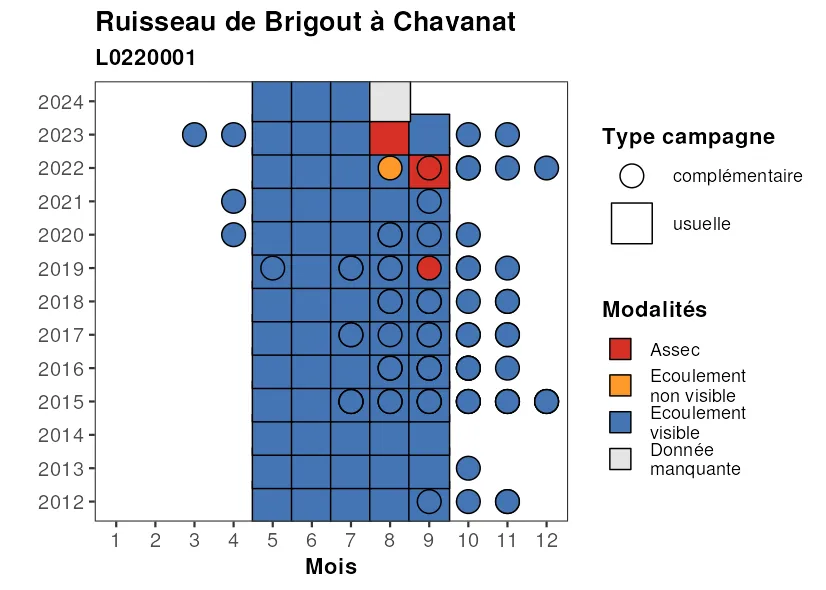 Ruisseau de Brigout à Chavanat
L0220001
2024
2023
2022
2021
2020
2019
2018
2017
2016
2015
2014
2013
2012
1 2 3 4 5 6 7 8 9 10 11 12
Mois
Type campagne
complémentaire
usuelle
Modalités
Assec
Ecoulement
non visible
Ecoulement
visible
Donnée
manquante